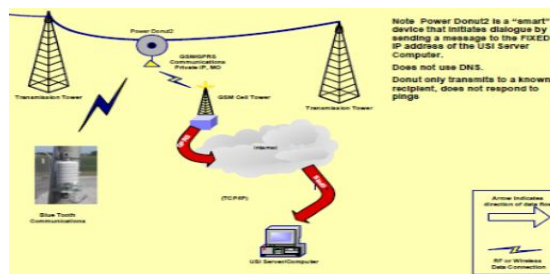 Power Donut2
GSM/GPRS
Communications
Private IP, MO
Transmission Tower
GSM Cell Tower
Transmission Tower
Note Power Donut2 is a "smart"
device that initiates dialogue by
sending a message to the FIXED
IP address of the USI Server
Computer.
Does not use DNS.
Donut only transmits to a known
recipient, does not respond to
pings
Internet
(TCP/IP)
Blue Tooth
Communications
USI Server/Computer
Arrow Indicates
direction of data flow
RF or Wireless
Data Connection